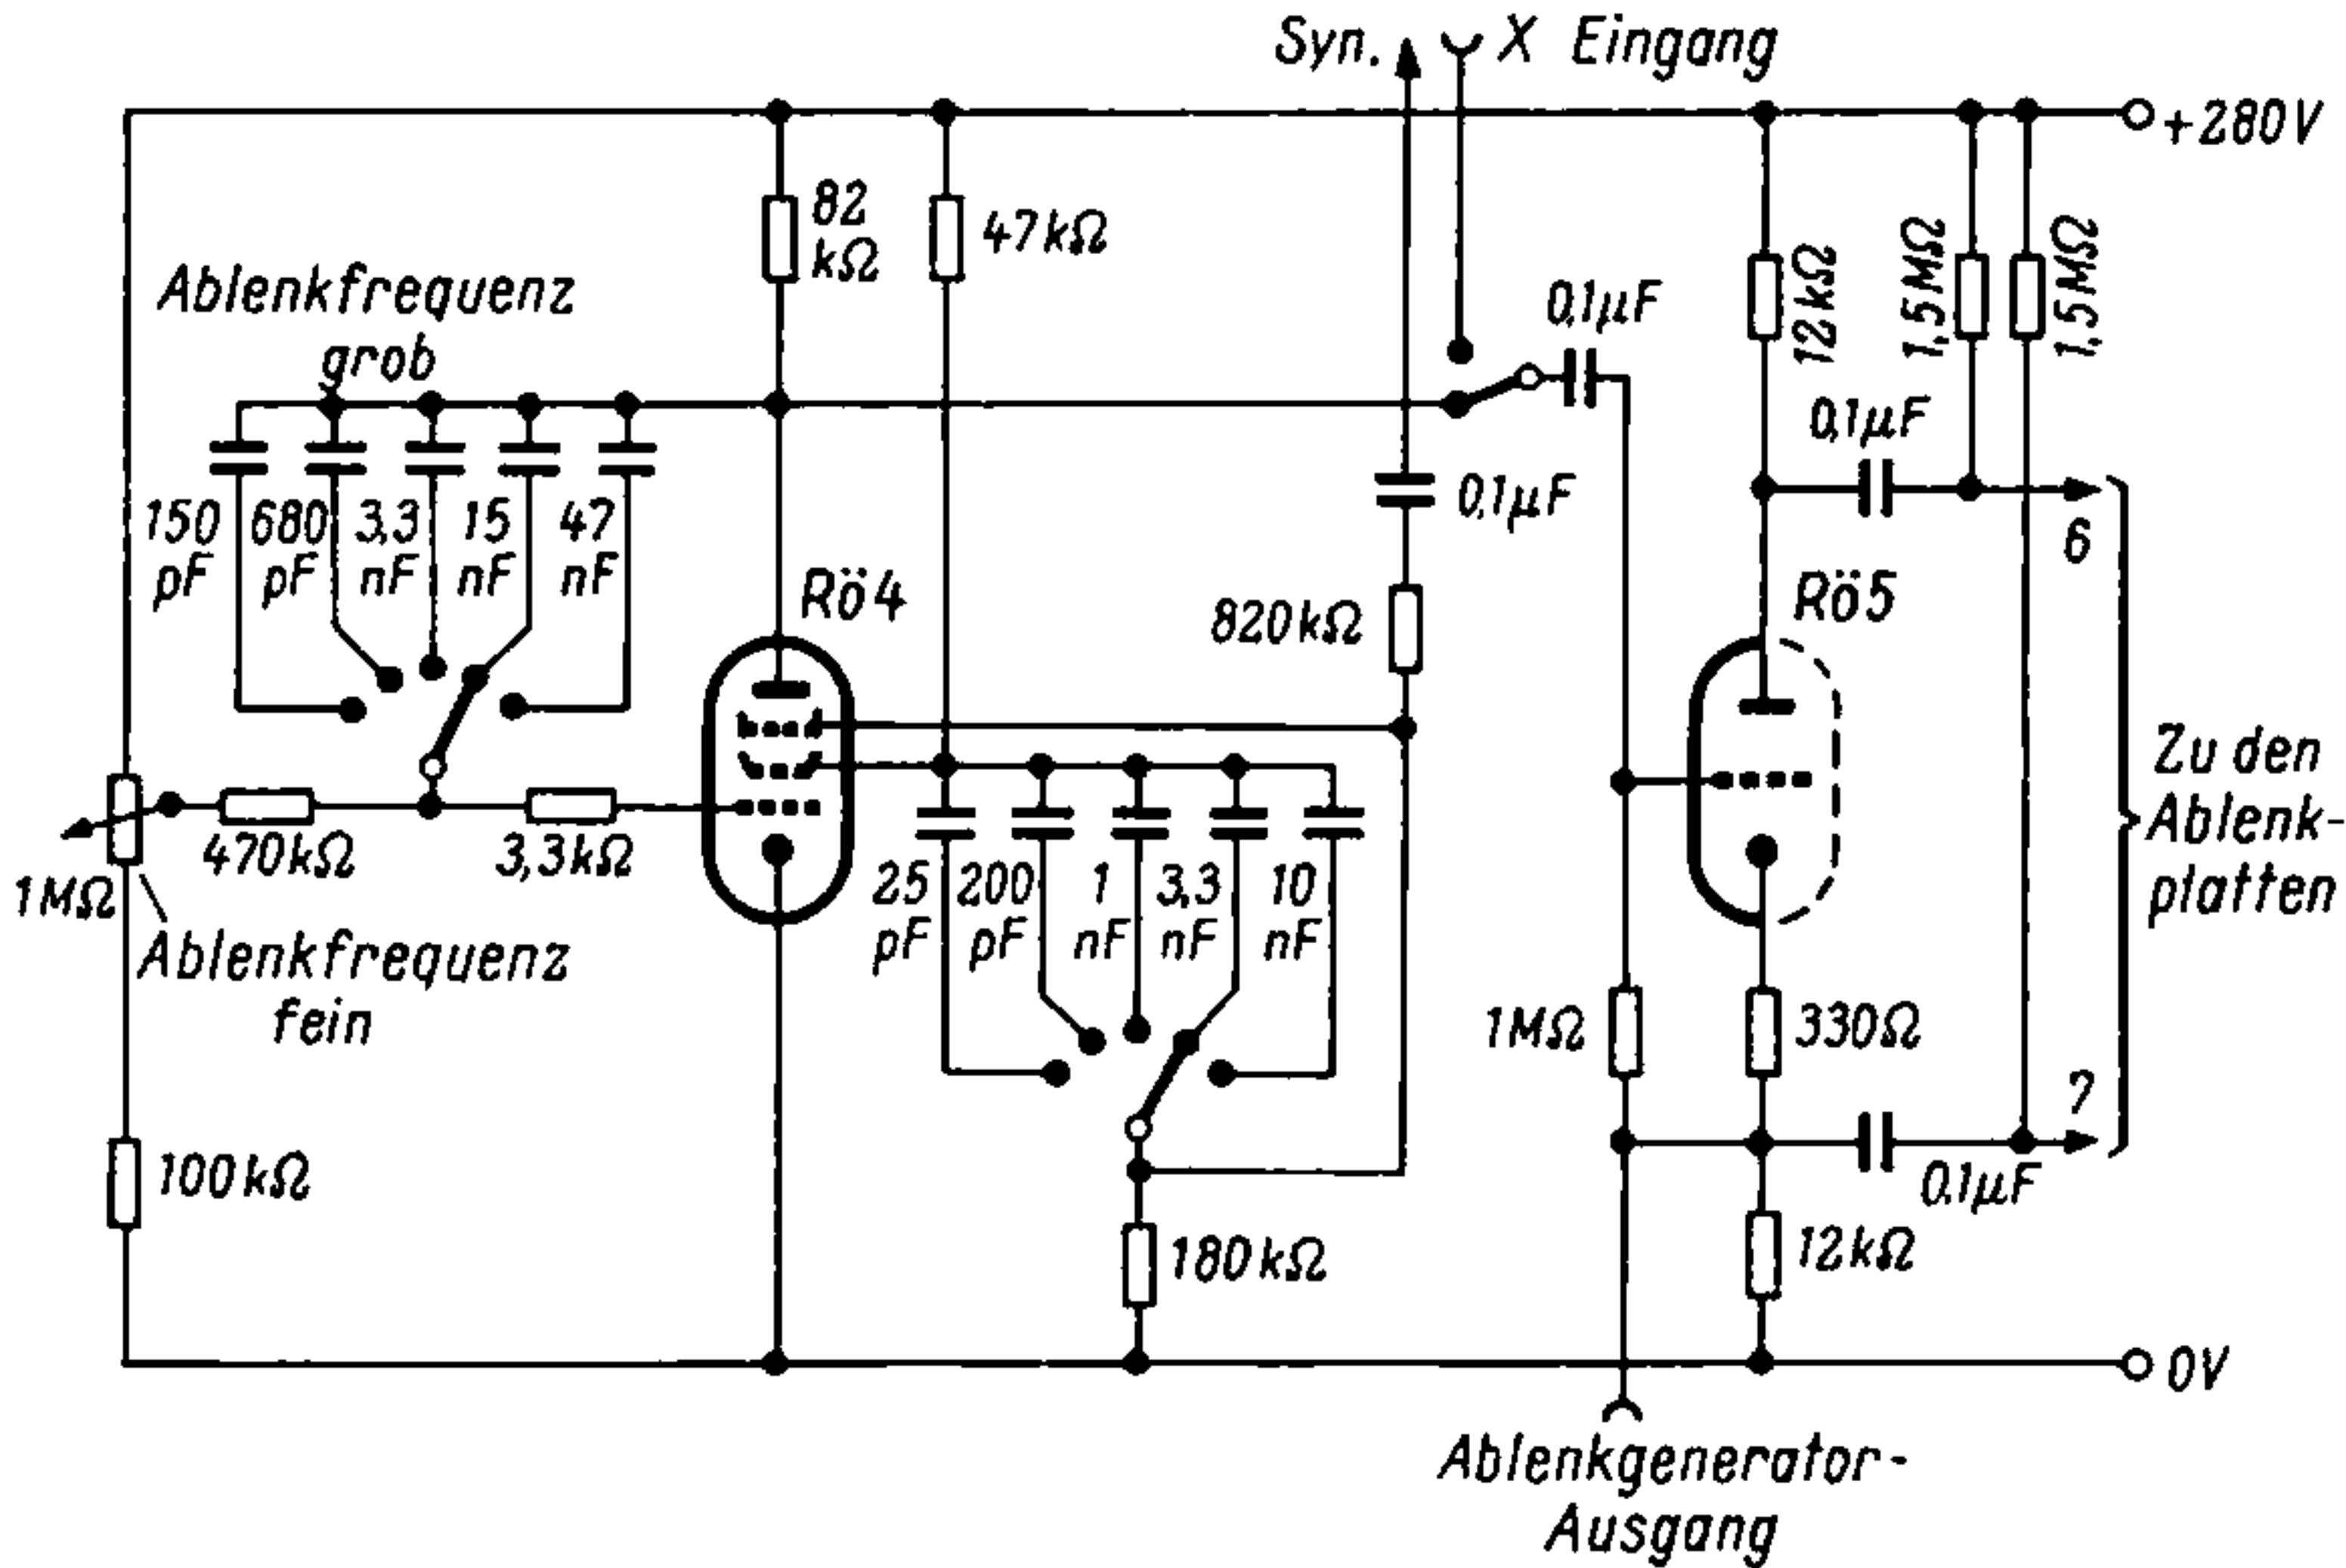 Syn.
X Eingang
+280V
82
kΩ
47kΩ
12kΩ
1,5MΩ
1,5MΩ
Ablenkfrequenz
grob
0,1µF
0,1µF
150
pF
680
pF
3,3
nF
15
nF
47
nF
0,1µF
6
Rö4
Rö5
820kΩ
Zu den
Ablenk-
platten
470kΩ
3,3kΩ
1MΩ
25
pF
200
pF
1
nF
3,3
nF
10
nF
Ablenkfrequenz
fein
1MΩ
330Ω
7
100kΩ
0,1µF
180kΩ
12kΩ
0V
Ablenkgenerator-
Ausgang